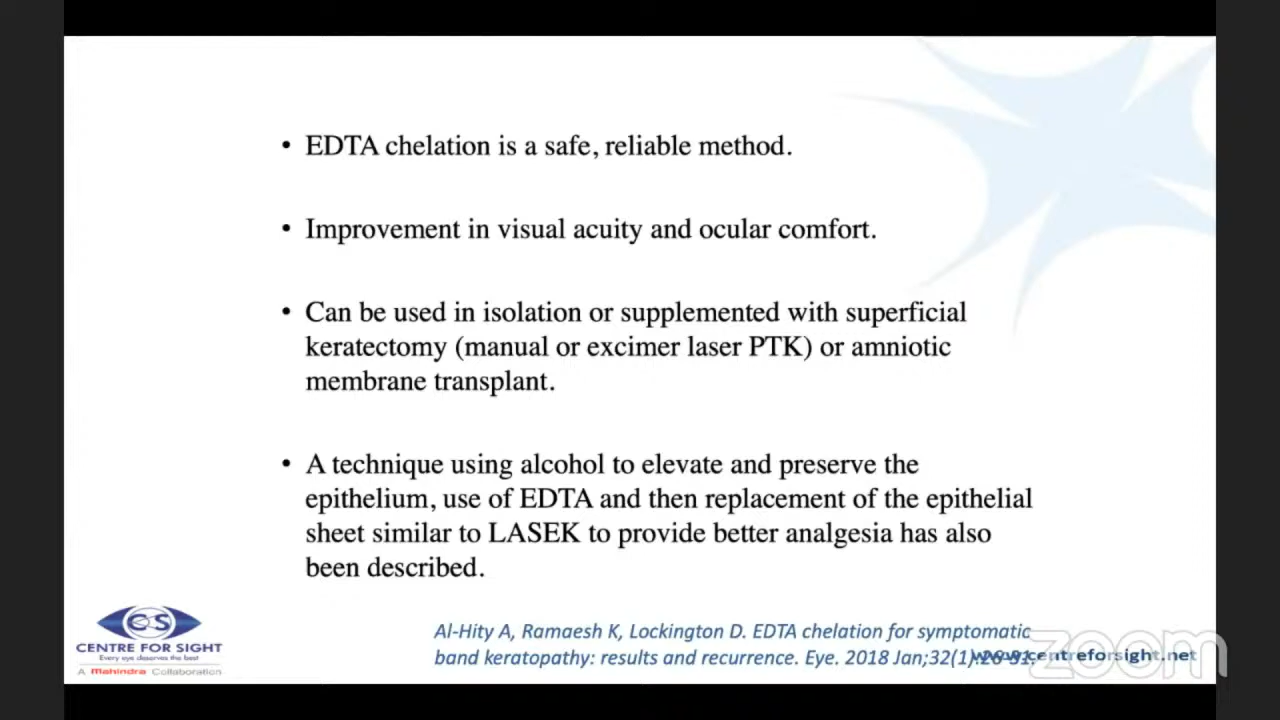 • EDTA chelation is a safe, reliable method.
• Improvement in visual acuity and ocular comfort.
• Can be used in isolation or supplemented with superficial
keratectomy (manual or excimer laser PTK) or amniotic
membrane transplant.
• A technique using alcohol to elevate and preserve the
epithelium, use of EDTA and then replacement of the epithelial
sheet similar to LASEK to provide better analgesia has also
been described.
CS
CENTRE FOR SIGHT
Every eye deserves the best
A Mahindra Collaboration
Al-Hity A, Ramaesh K, Lockington D. EDTA chelation for symptomatic
band keratopathy: results and recurrence. Eye. 2018 Jan;32(1)
www.centreforsight.net
zoom